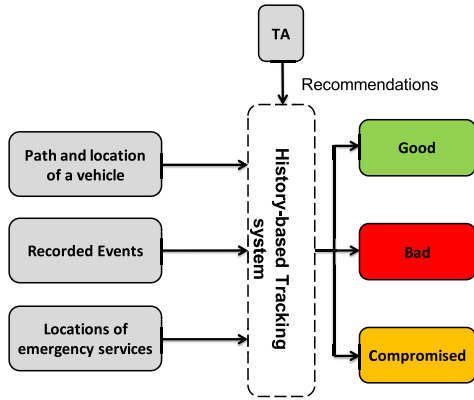 TA
Recommendations
Path and location
of a vehicle
Recorded Events
Locations of
emergency services
History-based Tracking
system
Good
Bad
Compromised